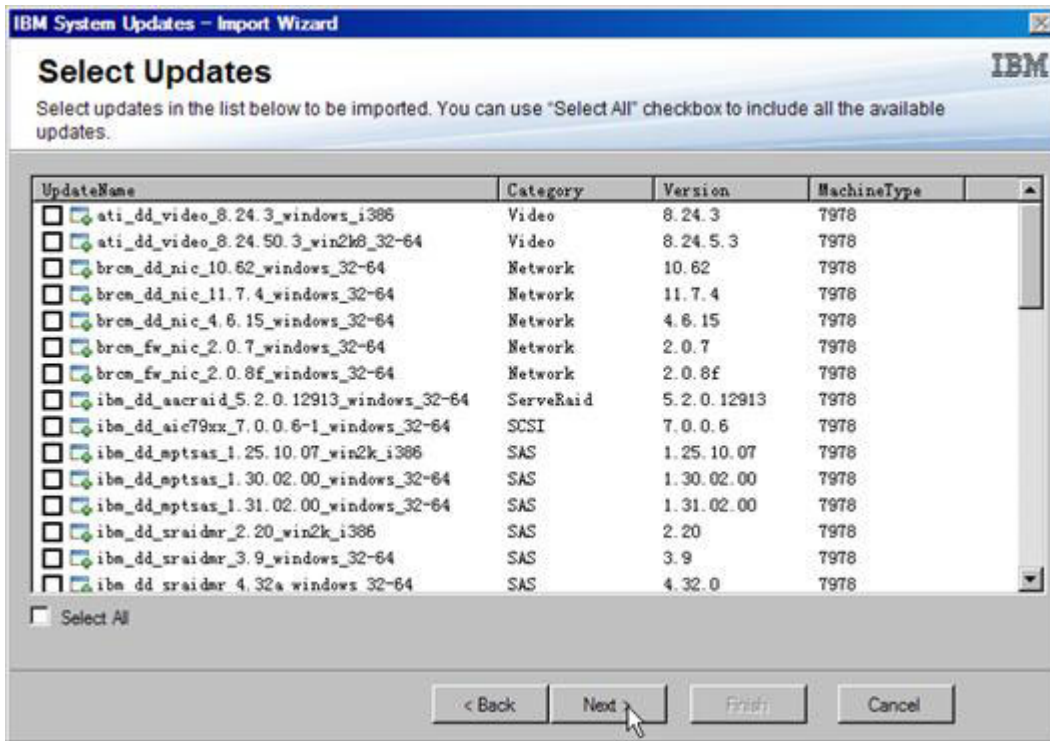 IBM System Updates - Import Wizard
Select Updates
IBM
Select updates in the list below to be imported. You can use "Select All" checkbox to include all the available
updates.
UpdateName Category Version MachineType
ati_dd_video_8.24.3_windows_i386 Video 8.24.3 7978
ati_dd_video_8.24.50.3_win2k8_32-64 Video 8.24.5.3 7978
brcm_dd_nic_10.62_windows_32-64 Network 10.62 7978
brcm_dd_nic_11.7.4_windows_32-64 Network 11.7.4 7978
brcm_dd_nic_4.6.15_windows_32-64 Network 4.6.15 7978
brcm_fw_nic_2.0.7_windows_32-64 Network 2.0.7 7978
brcm_fw_nic_2.0.8f_windows_32-64 Network 2.0.8f 7978
ibm_dd_aacraid_5.2.0.12913_windows_32-64 ServeRaid 5.2.0.12913 7978
ibm_dd_aic79xx_7.0.0.6-1_windows_32-64 SCSI 7.0.0.6 7978
ibm_dd_mptsas_1.25.10.07_win2k_i386 SAS 1.25.10.07 7978
ibm_dd_mptsas_1.30.02.00_windows_32-64 SAS 1.30.02.00 7978
ibm_dd_mptsas_1.31.02.00_windows_32-64 SAS 1.31.02.00 7978
ibm_dd_sraidmr_2.20_win2k_i386 SAS 2.20 7978
ibm_dd_sraidmr_3.9_windows_32-64 SAS 3.9 7978
ibm_dd_sraidmr_4.32a_windows_32-64 SAS 4.32.0 7978
Select All
< Back Next > Finish Cancel